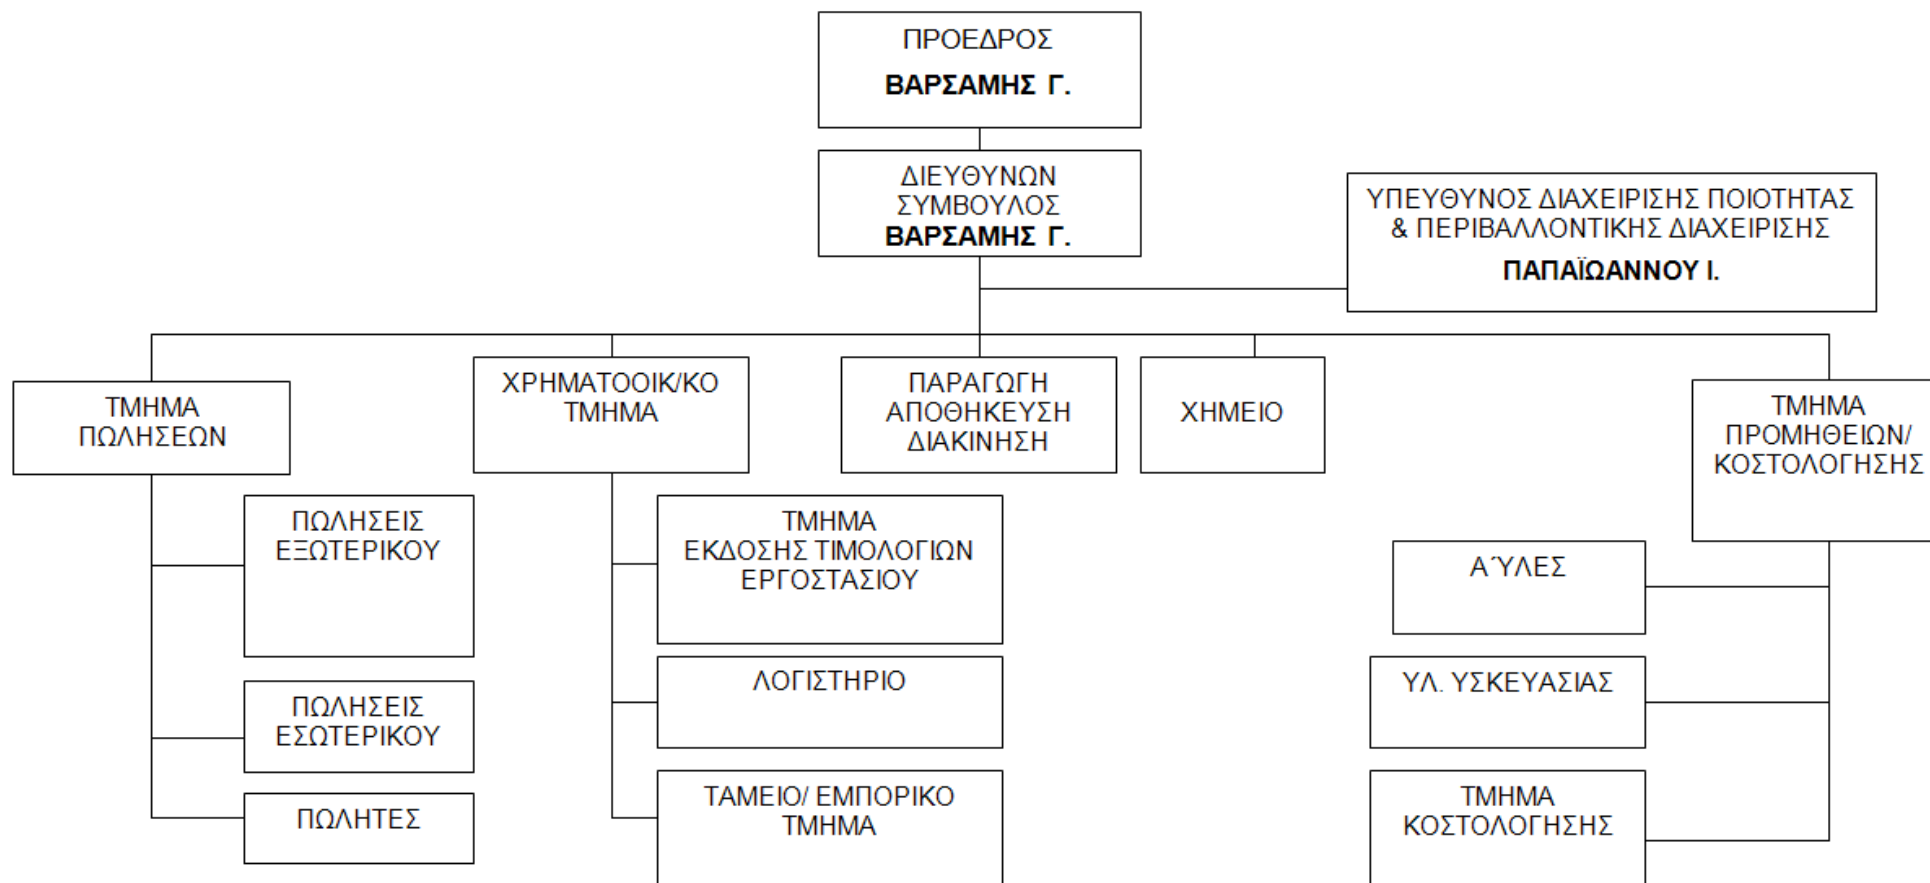 ΠΡΟΕΔΡΟΣ
ΒΑΡΣΑΜΗΣ Γ.
ΔΙΕΥΘΥΝΩΝ
ΣΥΜΒΟΥΛΟΣ
ΒΑΡΣΑΜΗΣ Γ.
ΥΠΕΥΘΥΝΟΣ ΔΙΑΧΕΙΡΙΣΗΣ ΠΟΙΟΤΗΤΑΣ
& ΠΕΡΙΒΑΛΛΟΝΤΙΚΗΣ ΔΙΑΧΕΙΡΙΣΗΣ
ΠΑΠΑΪΩΑΝΝΟΥ Ι.
ΤΜΗΜΑ
ΠΩΛΗΣΕΩΝ
ΧΡΗΜΑΤΟΟΙΚ/ΚΟ
ΤΜΗΜΑ
ΠΑΡΑΓΩΓΗ
ΑΠΟΘΗΚΕΥΣΗ
ΔΙΑΚΙΝΗΣΗ
ΧΗΜΕΙΟ
ΤΜΗΜΑ
ΠΡΟΜΗΘΕΙΩΝ/
ΚΟΣΤΟΛΟΓΗΣΗΣ
ΠΩΛΗΣΕΙΣ
ΕΞΩΤΕΡΙΚΟΥ
ΠΩΛΗΣΕΙΣ
ΕΣΩΤΕΡΙΚΟΥ
ΠΩΛΗΤΕΣ
ΤΜΗΜΑ
ΕΚΔΟΣΗΣ ΤΙΜΟΛΟΓΙΩΝ
ΕΡΓΟΣΤΑΣΙΟΥ
ΛΟΓΙΣΤΗΡΙΟ
ΤΑΜΕΙΟ/ ΕΜΠΟΡΙΚΟ
ΤΜΗΜΑ
Α΄ΥΛΕΣ
ΥΛ. ΥΣΚΕΥΑΣΙΑΣ
ΤΜΗΜΑ
ΚΟΣΤΟΛΟΓΗΣΗΣ